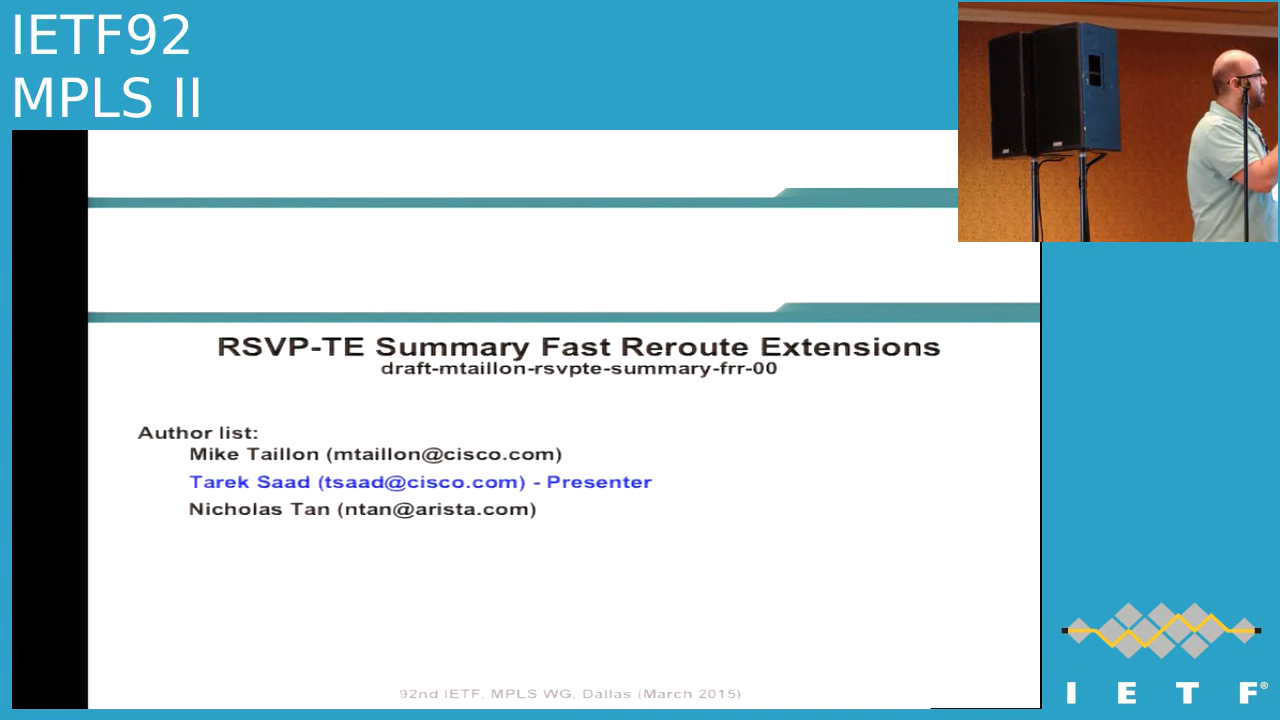 IETF92
MPLS II
RSVP-TE Summary Fast Reroute Extensions
draft-mtaillon-rsvpte-summary-frr-00
Author list:
Mike Taillon (mtaillon@cisco.com)
Tarek Saad (tsaad@cisco.com) - Presenter
Nicholas Tan (ntan@arista.com)
92nd IETF, MPLS WG, Dallas (March 2015)
I E T F®